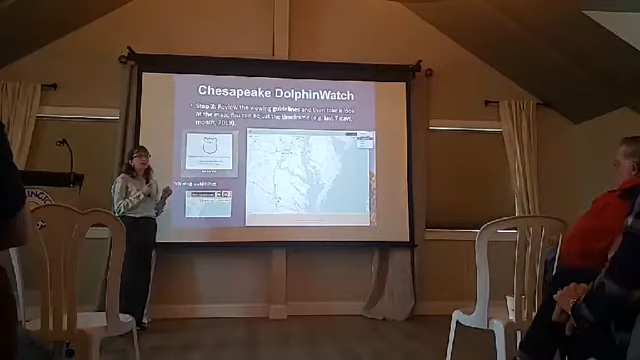 Chesapeake DolphinWatch
• Step 2: Review the viewing guidelines and then take a look
at the map. You can adjust the timeframe (e.g. last 7 days,
month, 2019).